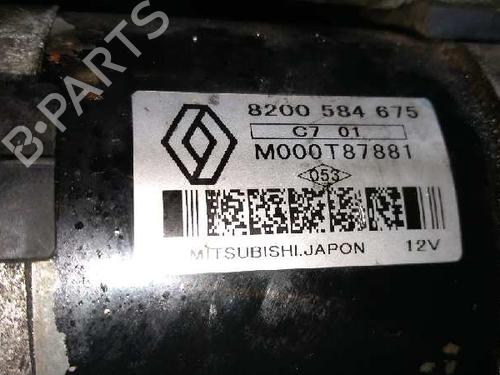 B-PARTS
8200 584 675
C7 01
M000T87881
053
MITSUBISHI.JAPON 12V